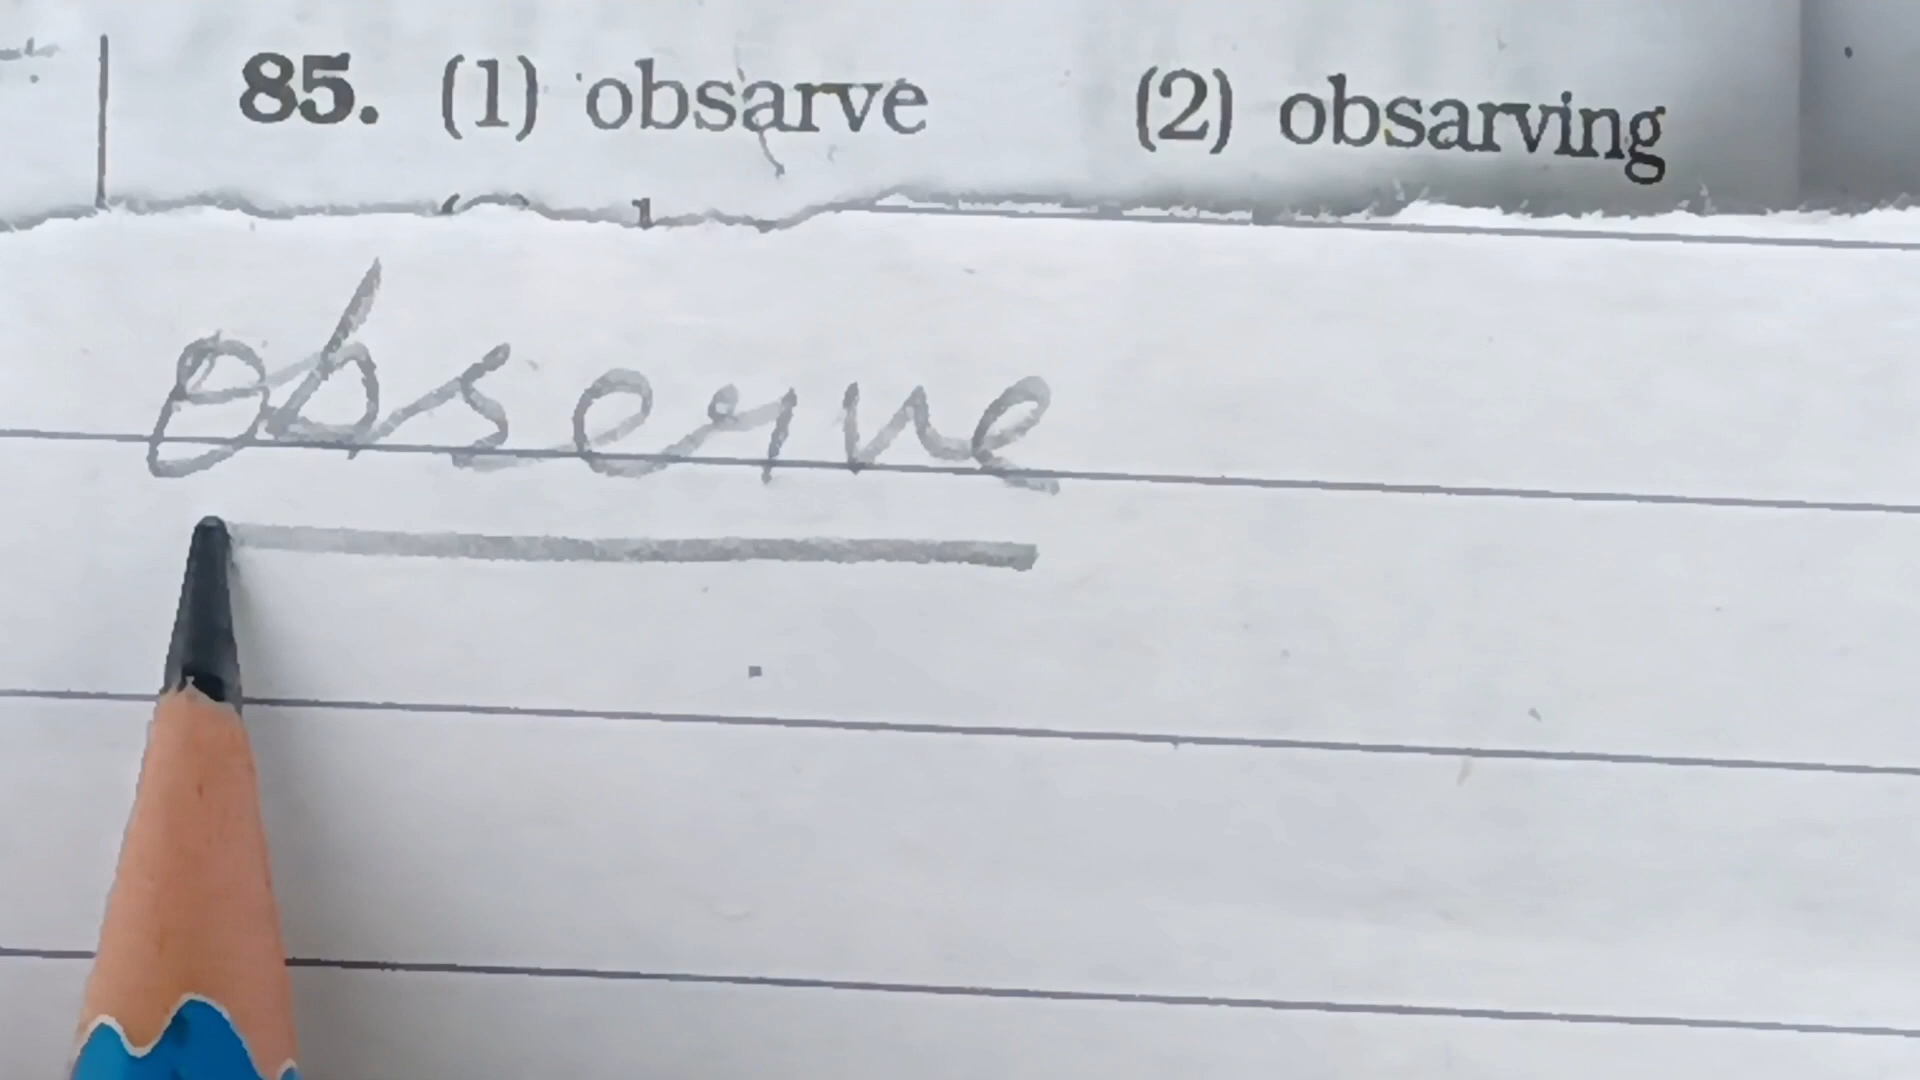 85. (1) obsarve (2) obsarving
observe